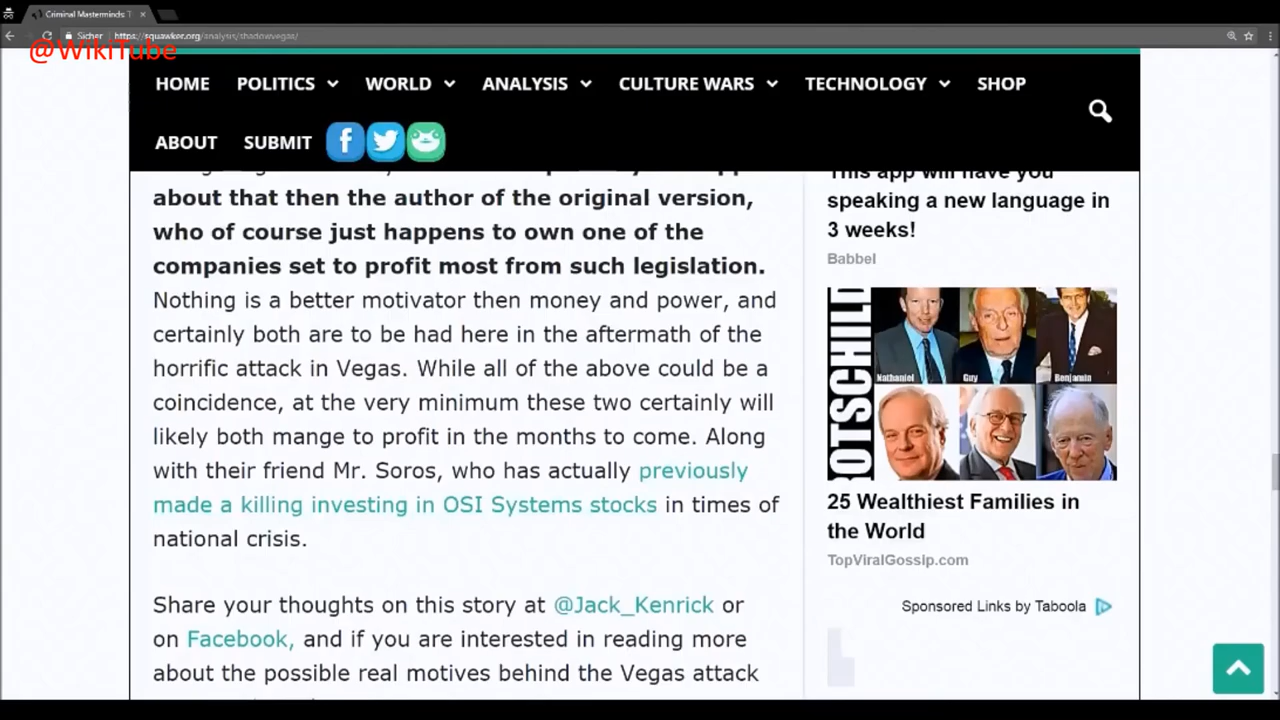 Criminal Masterminds: T
Sicher
https://squawker.org/analysis/shadowvegas/
@WikiTube
HOME POLITICS WORLD ANALYSIS CULTURE WARS TECHNOLOGY SHOP
ABOUT SUBMIT
about that then the author of the original version,
who of course just happens to own one of the
companies set to profit most from such legislation.
Nothing is a better motivator then money and power, and
certainly both are to be had here in the aftermath of the
horrific attack in Vegas. While all of the above could be a
coincidence, at the very minimum these two certainly will
likely both mange to profit in the months to come. Along
with their friend Mr. Soros, who has actually previously
made a killing investing in OSI Systems stocks in times of
national crisis.
Share your thoughts on this story at @Jack_Kenrick or
on Facebook, and if you are interested in reading more
about the possible real motives behind the Vegas attack
This app will have you
speaking a new language in
3 weeks!
Babbel
OTSCHILD
Nathaniel Guy Benjamin
25 Wealthiest Families in
the World
TopViralGossip.com
Sponsored Links by Taboola